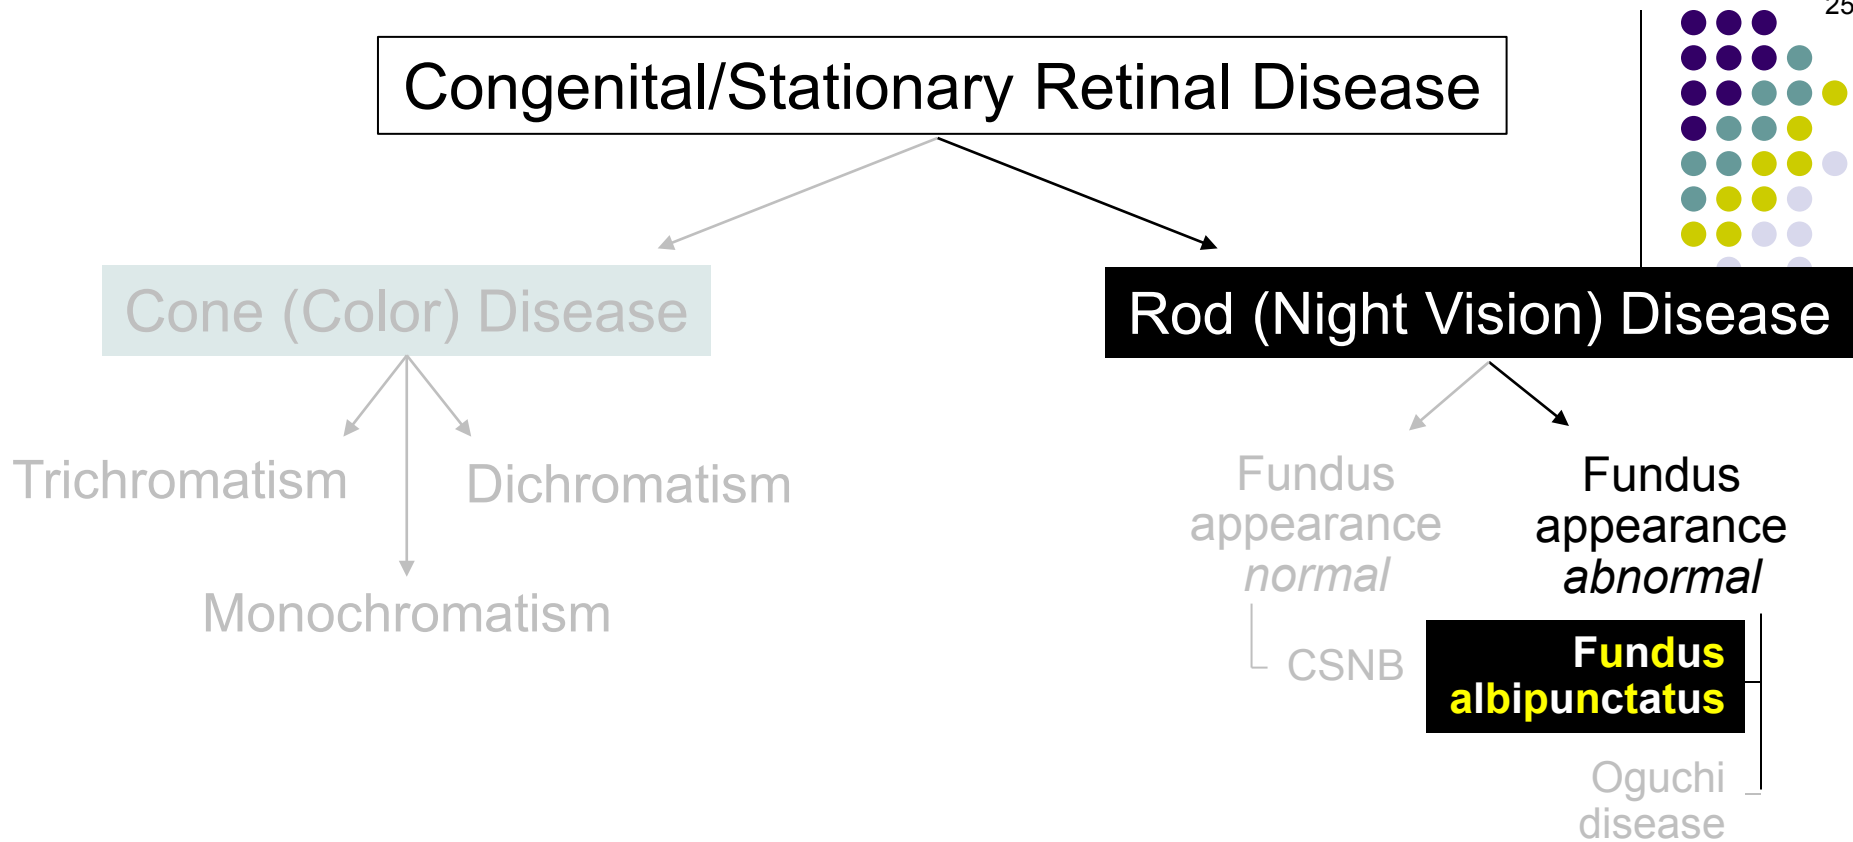 25
Congenital/Stationary Retinal Disease
Cone (Color) Disease
Rod (Night Vision) Disease
Trichromatism
Dichromatism
Monochromatism
Fundus
appearance
normal
CSNB
Fundus
appearance
abnormal
Fundus
albipunctatus
Oguchi
disease